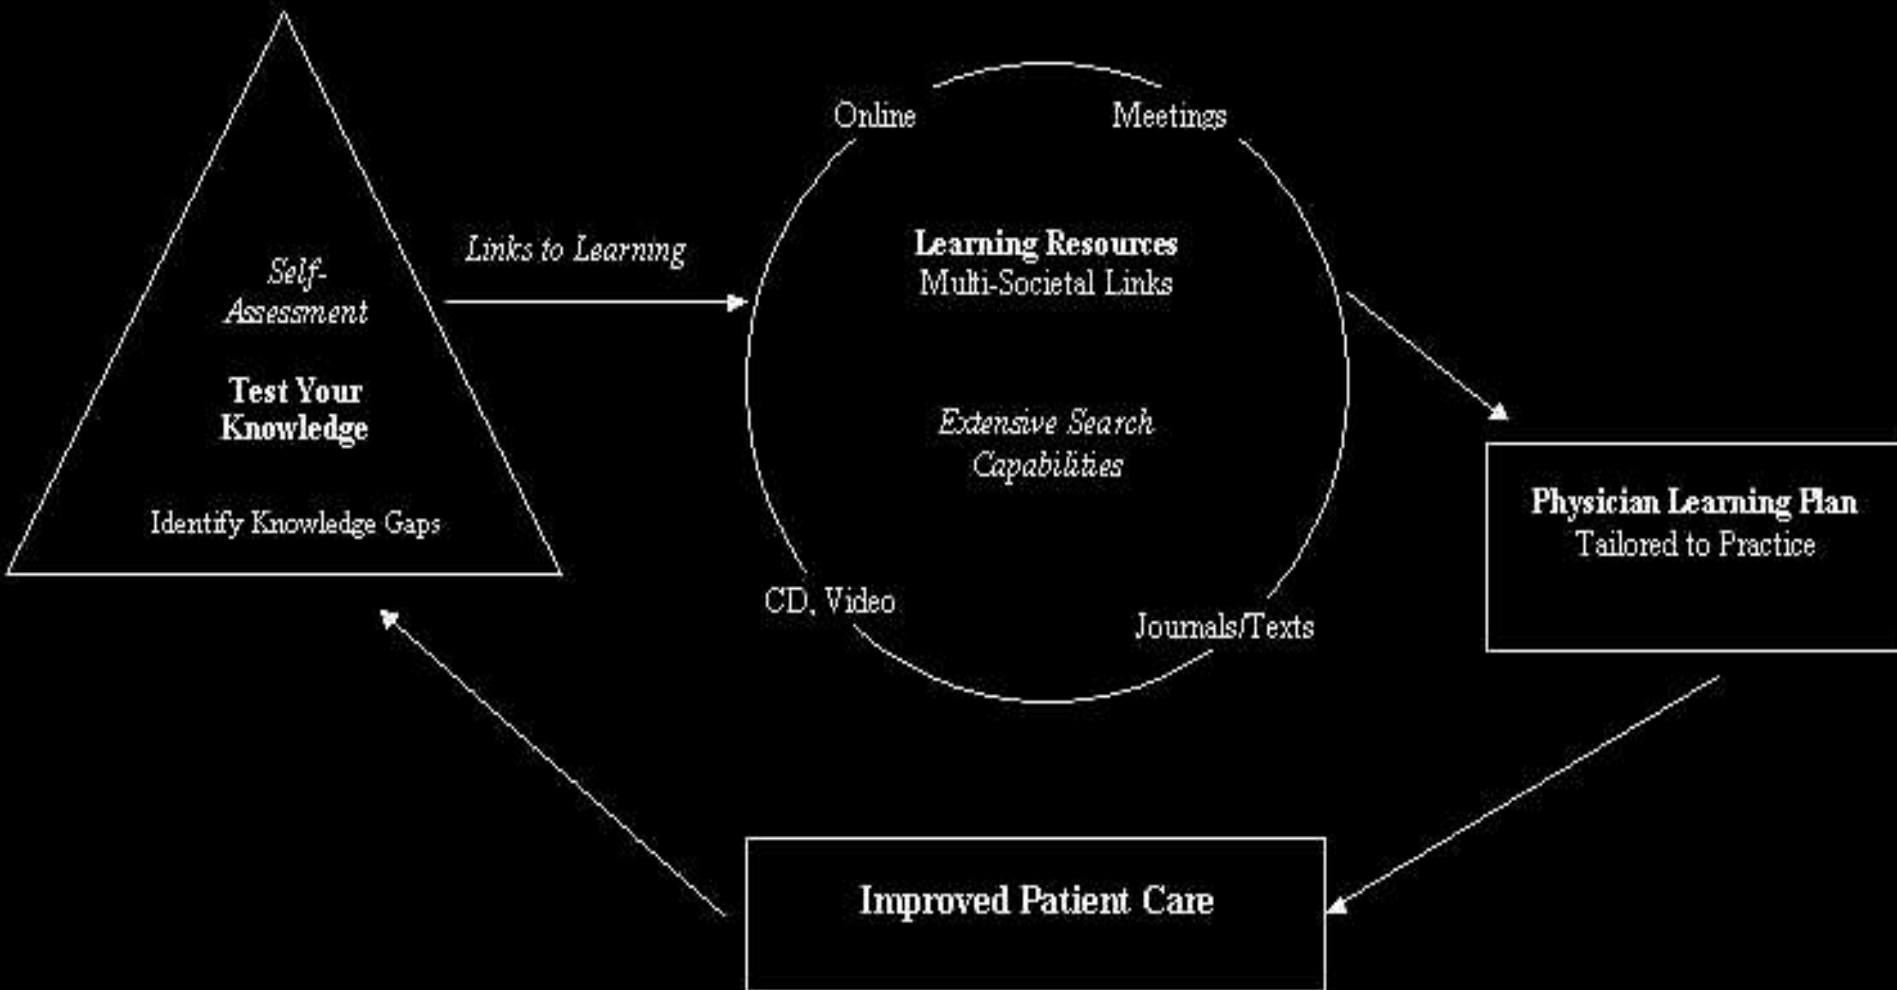 Self-
Assessment
Test Your
Knowledge
Identify Knowledge Gaps
Links to Learning
Online
Meetings
Learning Resources
Multi-Societal Links
Extensive Search
Capabilities
CD, Video
Journals/Texts
Physician Learning Plan
Tailored to Practice
Improved Patient Care